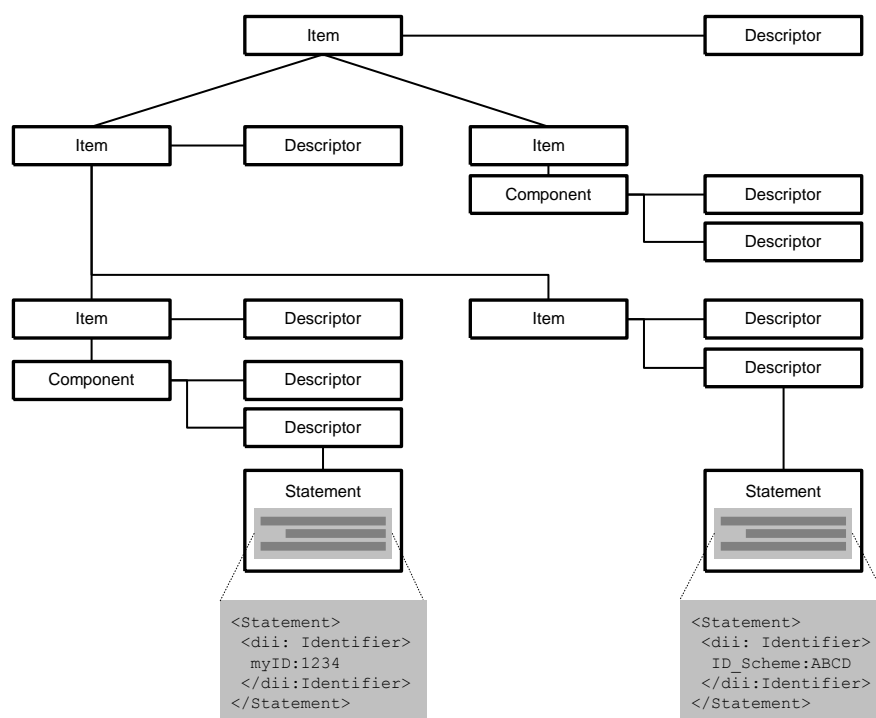 Item
Descriptor
Item
Descriptor
Item
Component
Descriptor
Descriptor
Item
Descriptor
Item
Descriptor
Component
Descriptor
Descriptor
Descriptor
Statement
Statement
<Statement>
<dii: Identifier>
myID:1234
</dii:Identifier>
</Statement>
<Statement>
<dii: Identifier>
ID_Scheme:ABCD
</dii:Identifier>
</Statement>